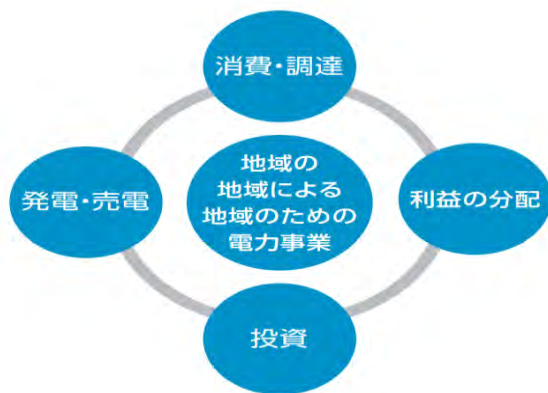 消費・調達
地域の
地域による
地域のための
電力事業
発電・売電
利益の分配
投資